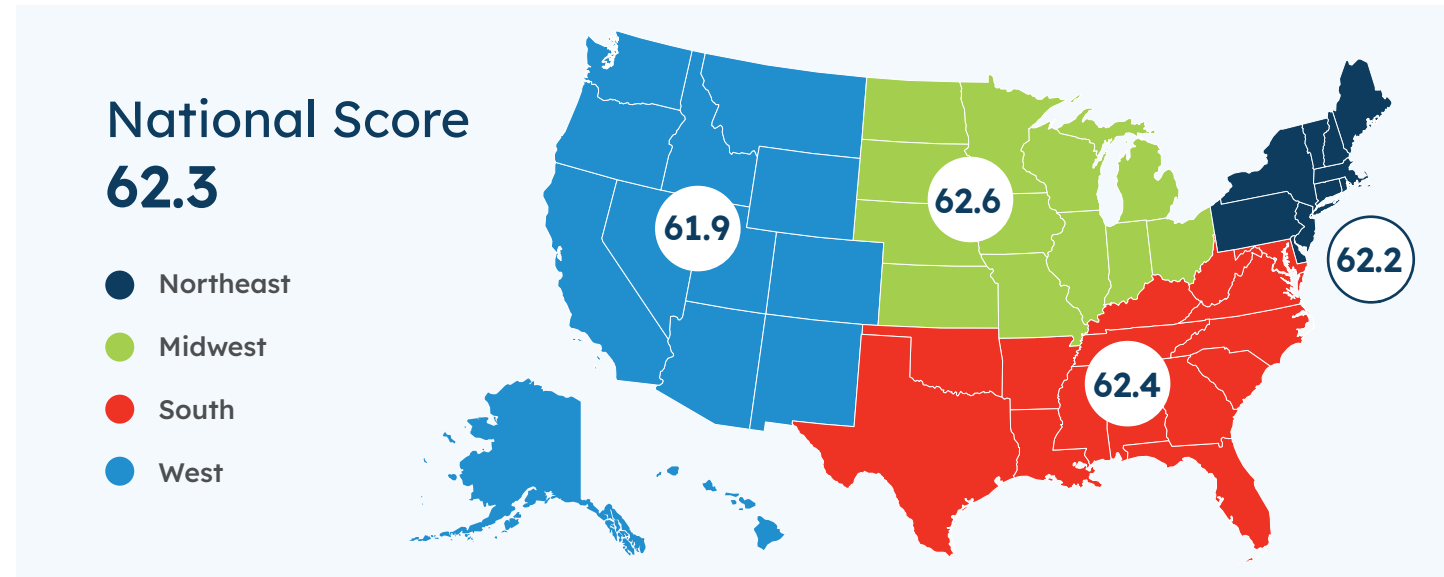 National Score
62.3
Northeast
Midwest
South
West
61.9
62.6
62.2
62.4